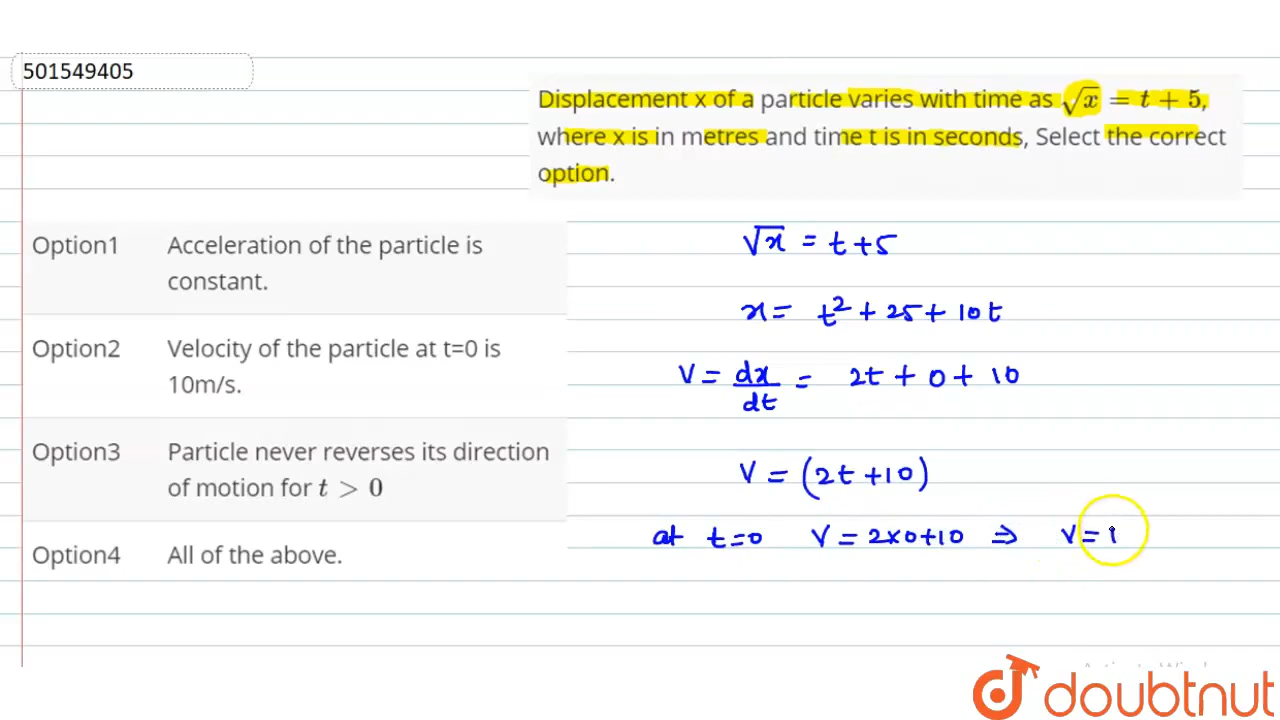 501549405
Displacement x of a particle varies with time as √x = t + 5,
where x is in metres and time t is in seconds, Select the correct
option.
Option1 Acceleration of the particle is
constant.
Option2 Velocity of the particle at t=0 is
10m/s.
Option3 Particle never reverses its direction
of motion for t > 0
Option4 All of the above.
√x = t+5
x = t² + 25 + 10t
V = dx/dt = 2t + 0 + 10
V = (2t +10)
at t=0 V = 2×0+10 ⇒ V = 1
doubtnut